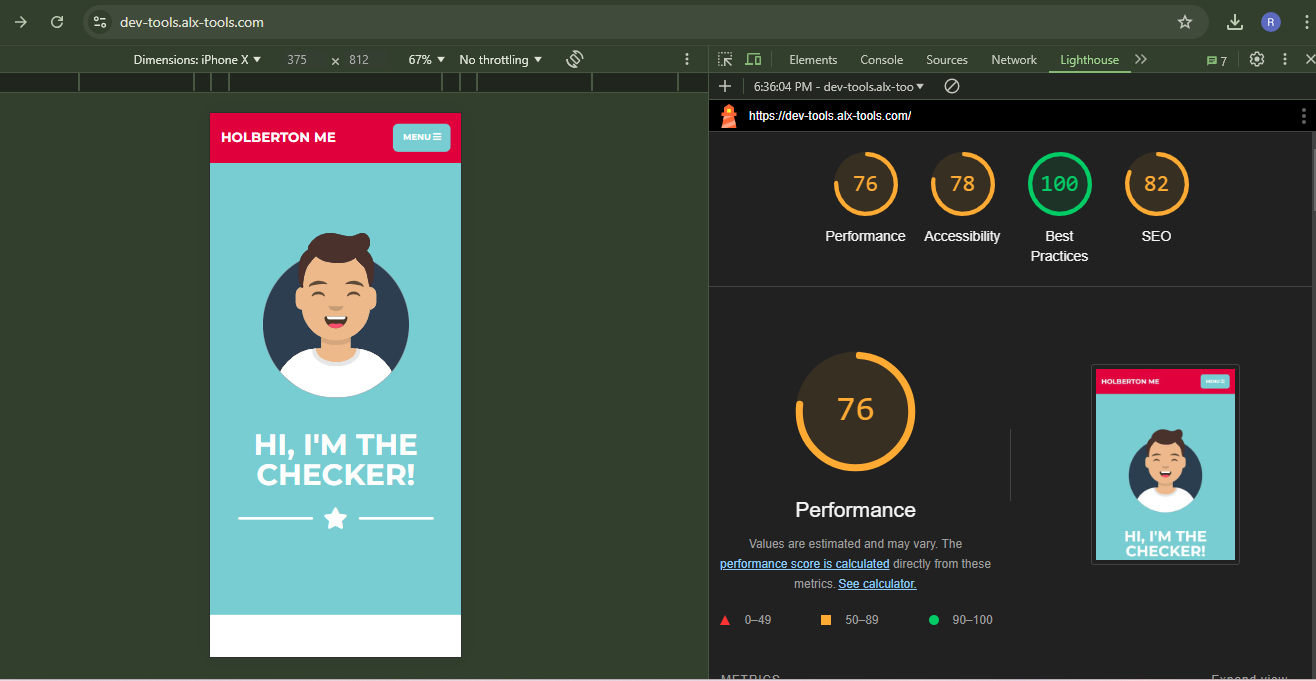 dev-tools.alx-tools.com
R
Dimensions: iPhone X 375 × 812 67% No throttling
Elements Console Sources Network Lighthouse 7
6:36:04 PM - dev-tools.alx-too
https://dev-tools.alx-tools.com/
HOLBERTON ME
MENU
HI, I'M THE
CHECKER!
76 78 100 82
Performance Accessibility Best SEO
Practices
76
Performance
Values are estimated and may vary. The
performance score is calculated directly from these
metrics. See calculator.
0–49 50–89 90–100
HOLBERTON ME
MENU
HI, I'M THE
CHECKER!
METRICS Expand view